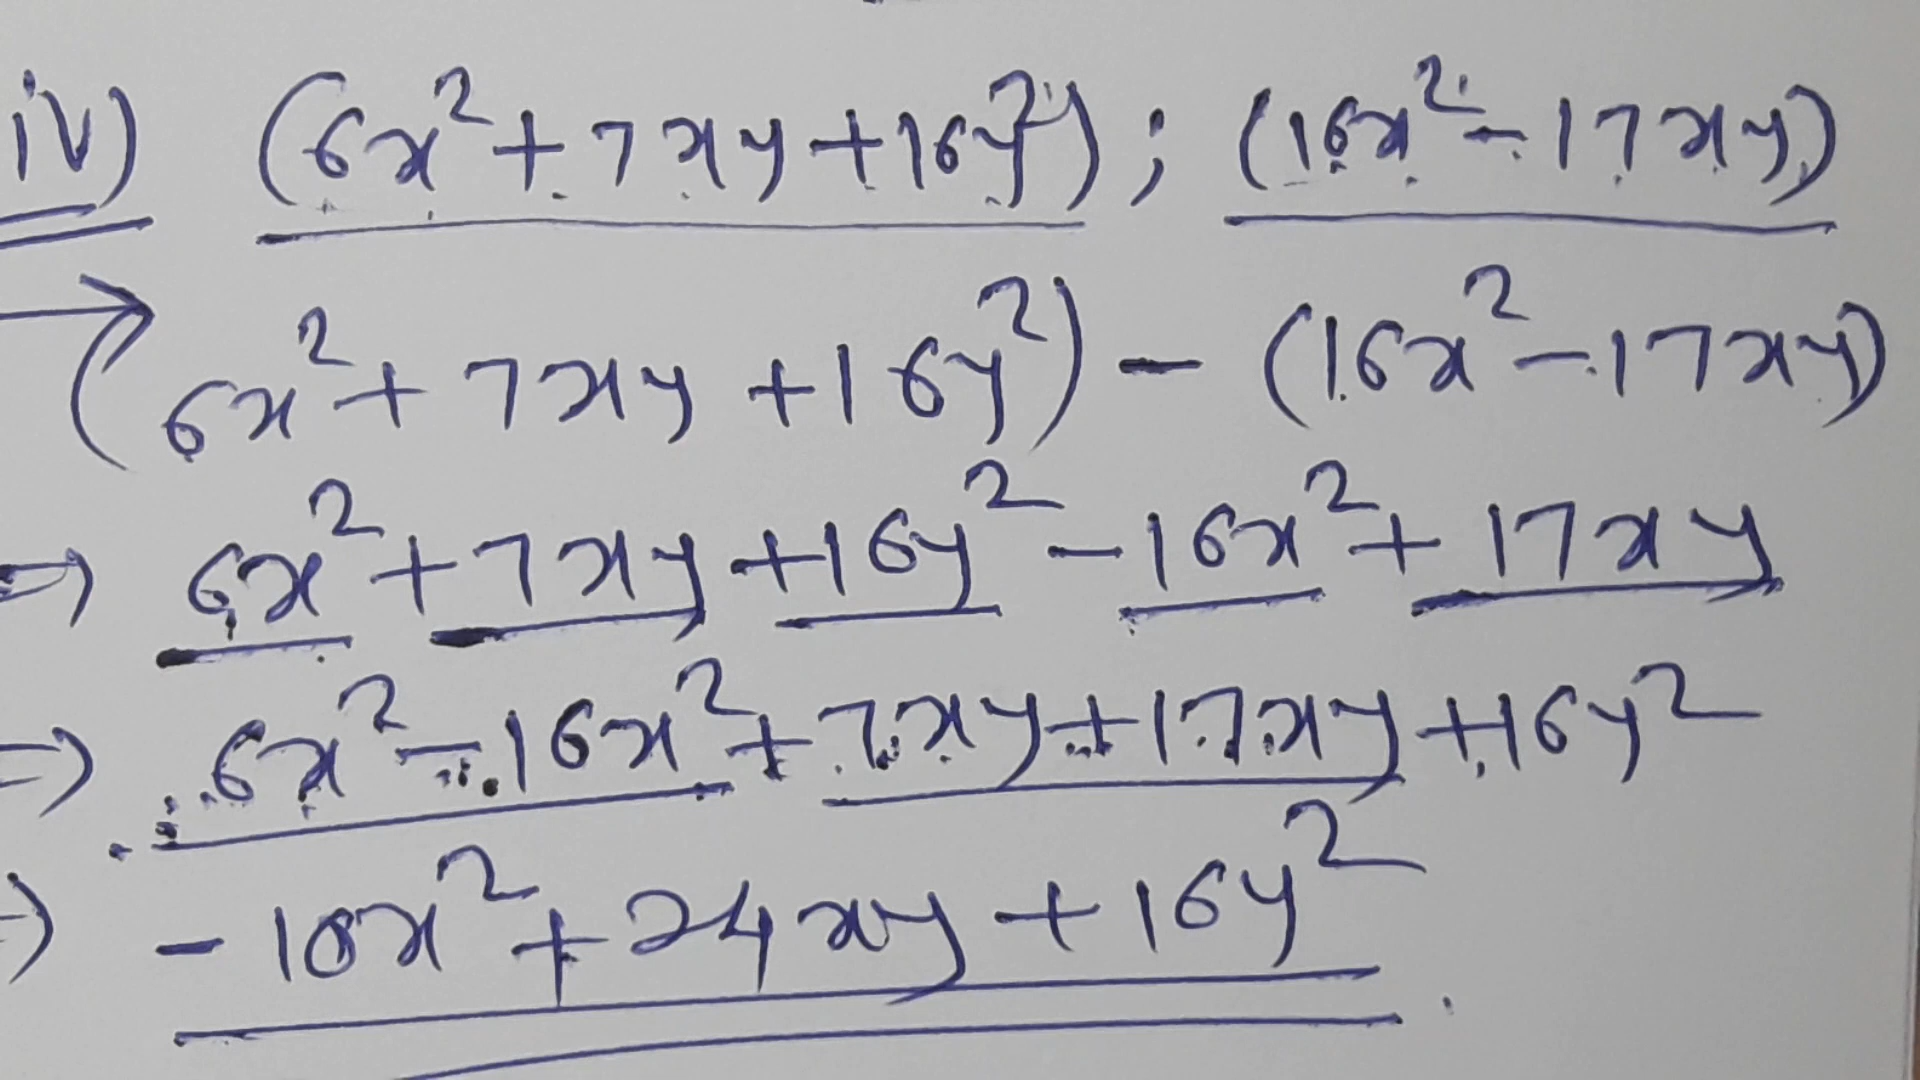 iv) (6x²+7xy+16y²); (16x²-17xy)
→ (6x²+7xy+16y²)-(16x²-17xy)
⇒ 6x²+7xy+16y²-16x²+17xy
⇒ 6x²-16x²+7xy+17xy+16y²
⇒ -10x²+24xy+16y²